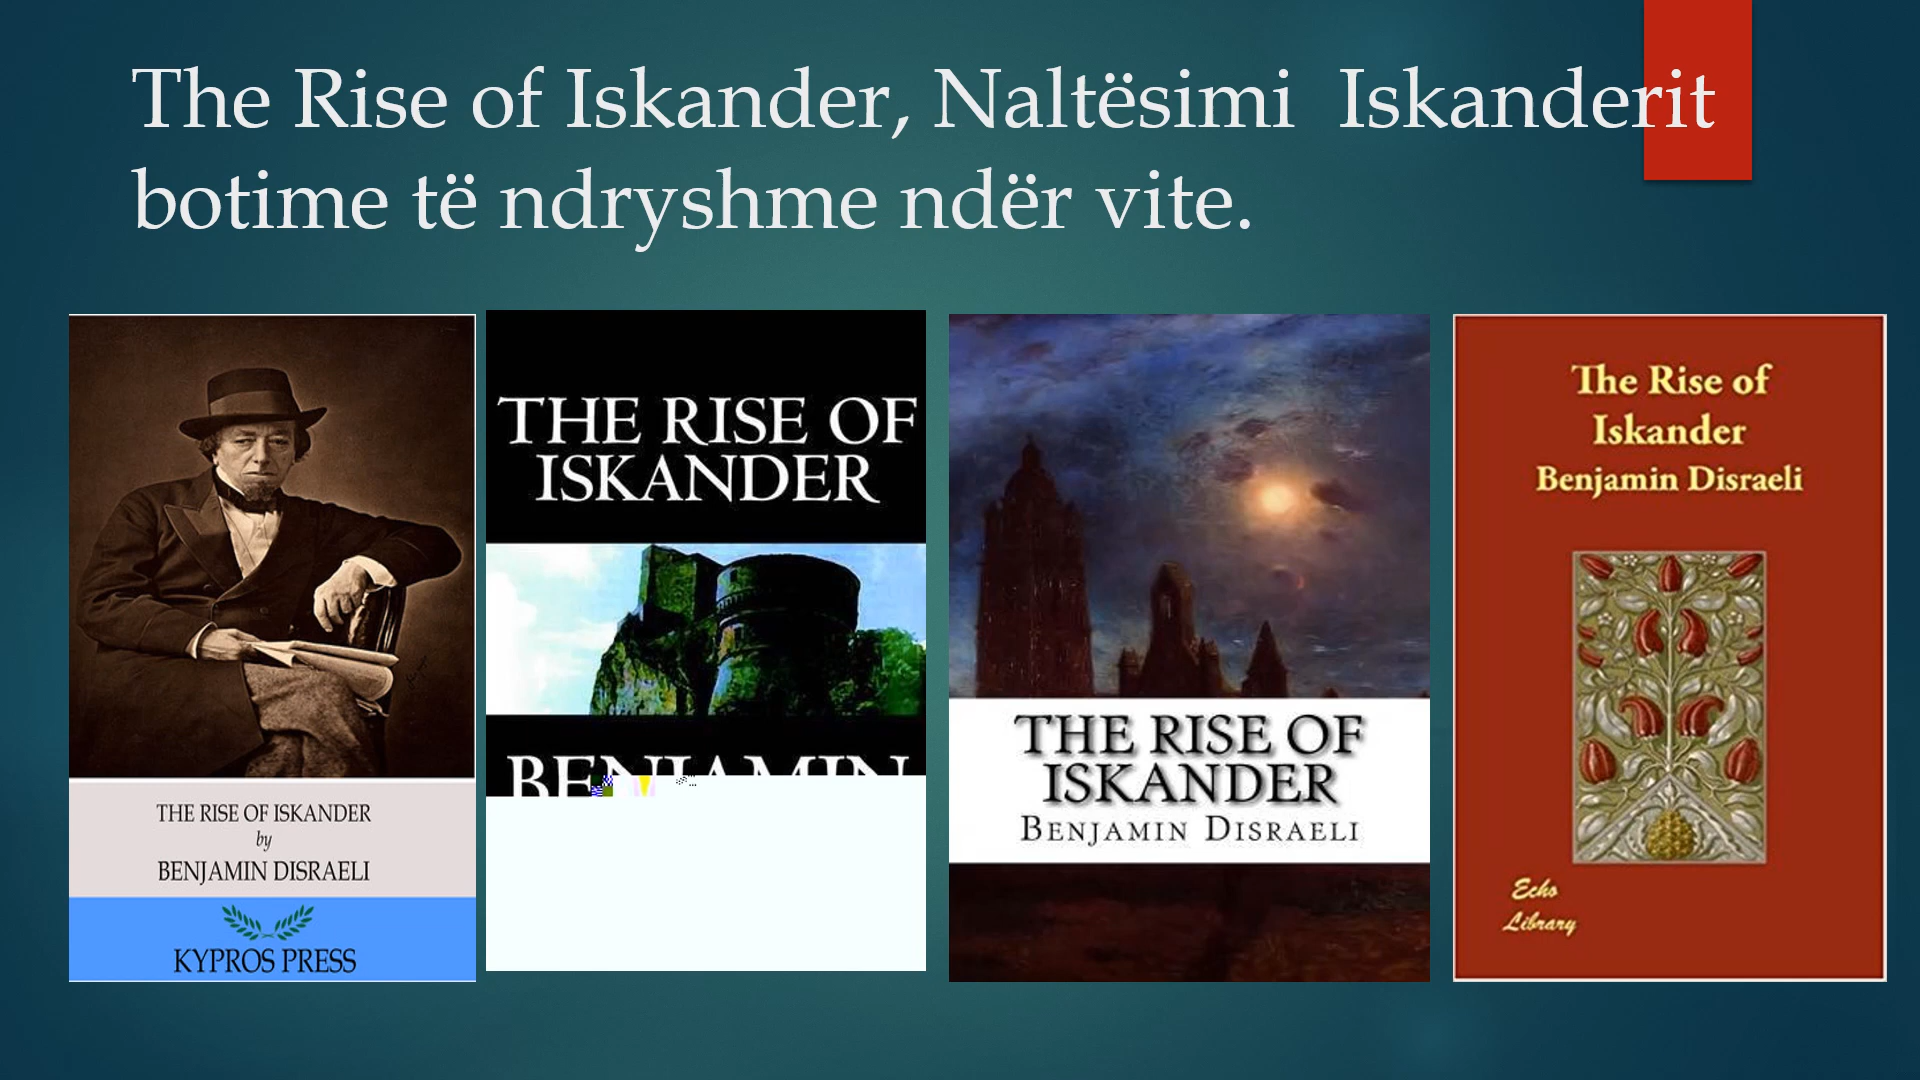 The Rise of Iskander, Naltësimi  Iskanderit
botime të ndryshme ndër vite.
THE RISE OF ISKANDER
by
BENJAMIN DISRAELI
KYPROS PRESS
THE RISE OF
ISKANDER
BENJAMIN
THE RISE OF
ISKANDER
BENJAMIN DISRAELI
The Rise of
Iskander
Benjamin Disraeli
Echo
Library